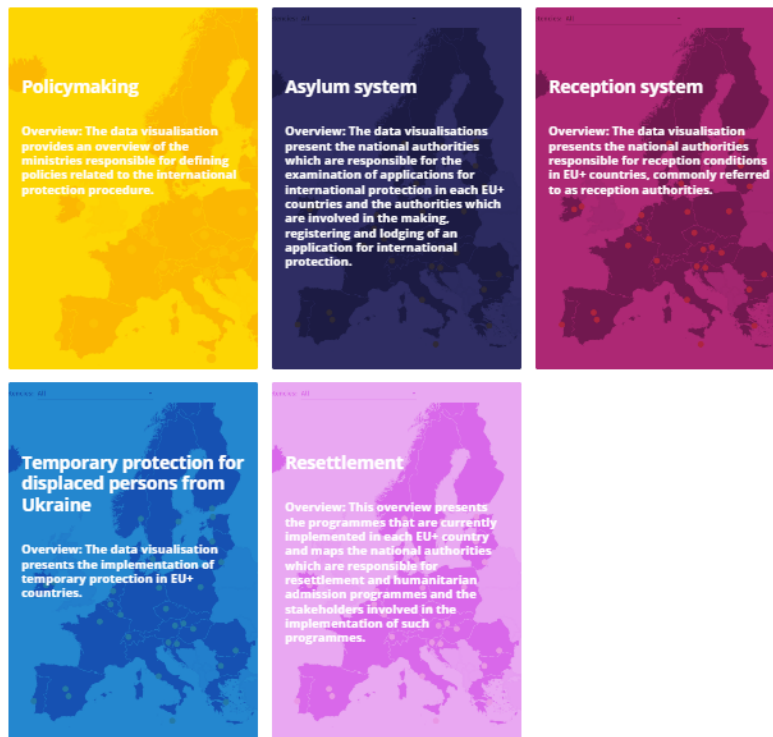 Policymaking
Overview: The data visualisation
provides an overview of the
ministries responsible for defining
policies related to the international
protection procedure.
Asylum system
Overview: The data visualisations
present the national authorities
which are responsible for the
examination of applications for
international protection in each EU+
countries and the authorities which
are involved in the making,
registering and lodging of an
application for international
protection.
Reception system
Overview: The data visualisation
presents the national authorities
responsible for reception conditions
in EU+ countries, commonly referred
to as reception authorities.
Temporary protection for
displaced persons from
Ukraine
Overview: The data visualisation
presents the implementation of
temporary protection in EU+
countries.
Resettlement
Overview: This overview presents
the programmes that are currently
implemented in each EU+ country
and maps the national authorities
which are responsible for
resettlement and humanitarian
admission programmes and the
stakeholders involved in the
implementation of such
programmes.